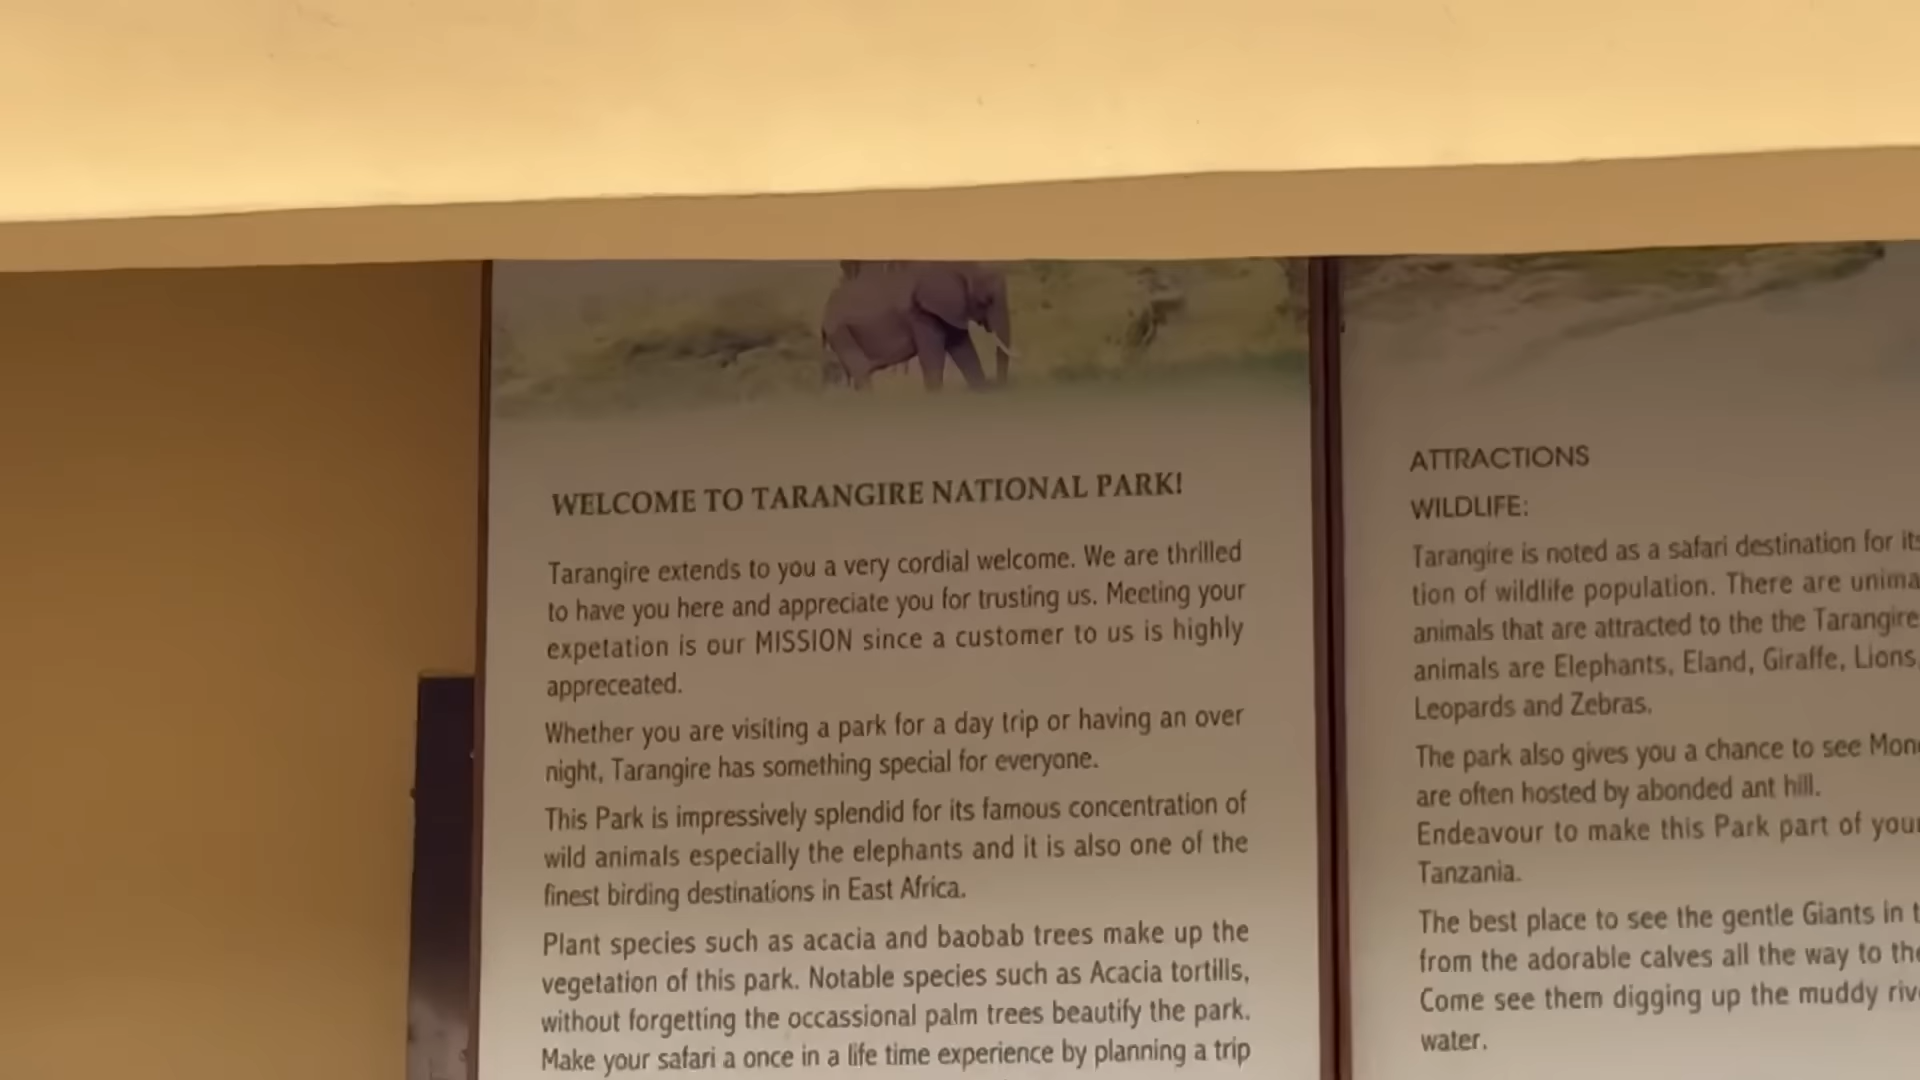 WELCOME TO TARANGIRE NATIONAL PARK!
Tarangire extends to you a very cordial welcome. We are thrilled
to have you here and appreciate you for trusting us. Meeting your
expetation is our MISSION since a customer to us is highly
appreceated.
Whether you are visiting a park for a day trip or having an over
night, Tarangire has something special for everyone.
This Park is impressively splendid for its famous concentration of
wild animals especially the elephants and it is also one of the
finest birding destinations in East Africa.
Plant species such as acacia and baobab trees make up the
vegetation of this park. Notable species such as Acacia tortills,
without forgetting the occassional palm trees beautify the park.
Make your safari a once in a life time experience by planning a trip
ATTRACTIONS
WILDLIFE:
Tarangire is noted as a safari destination for its
tion of wildlife population. There are
animals that are attracted to the the Tarangire
animals are Elephants, Eland, Giraffe, Lions,
Leopards and Zebras.
The park also gives you a chance to see
are often hosted by abonded ant hill.
Endeavour to make this Park part of your
Tanzania.
The best place to see the gentle Giants in
from the adorable calves all the way to the
Come see them digging up the muddy
water.